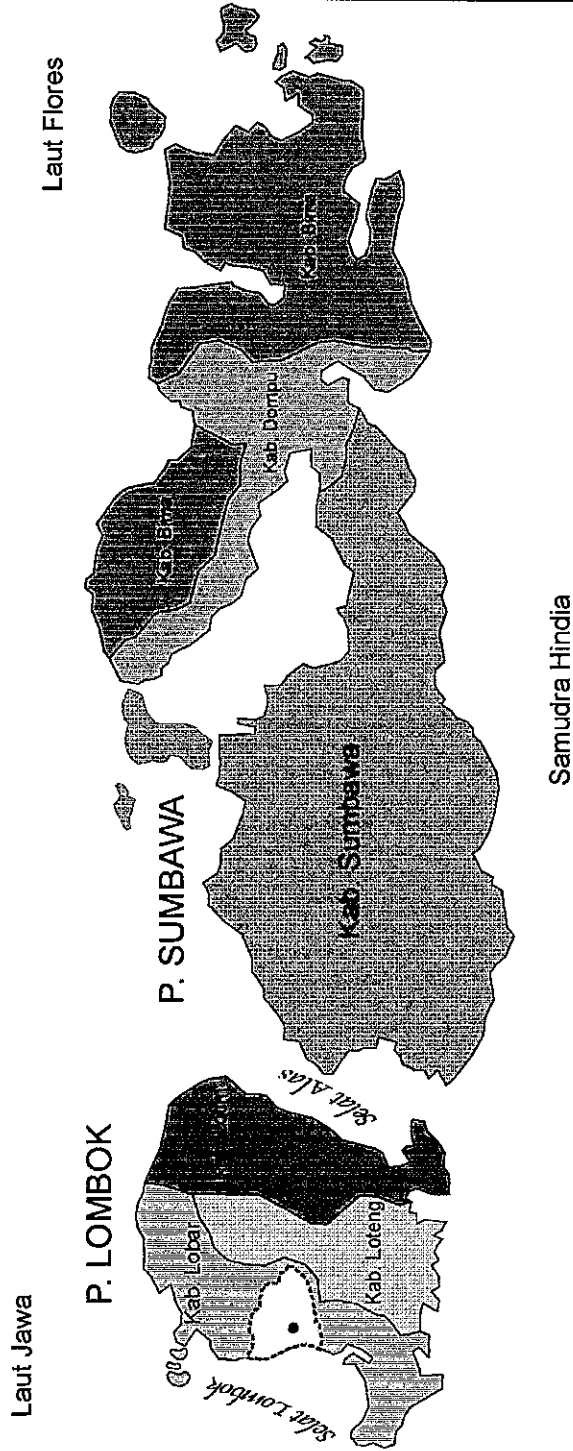 Laut Jawa
Laut Flores
P. LOMBOK
P. SUMBAWA
Kab. Lobar
Kab. Loteng
Selat Lombok
Selat Alas
Kab. Sumbawa
Kab. Bima
Kab. Dompu
Kab. Bima
Samudra Hindia